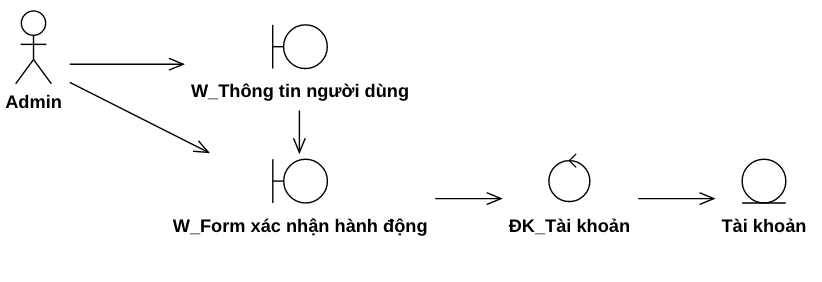 Admin
W_Thông tin người dùng
W_Form xác nhận hành động
ĐK_Tài khoản
Tài khoản